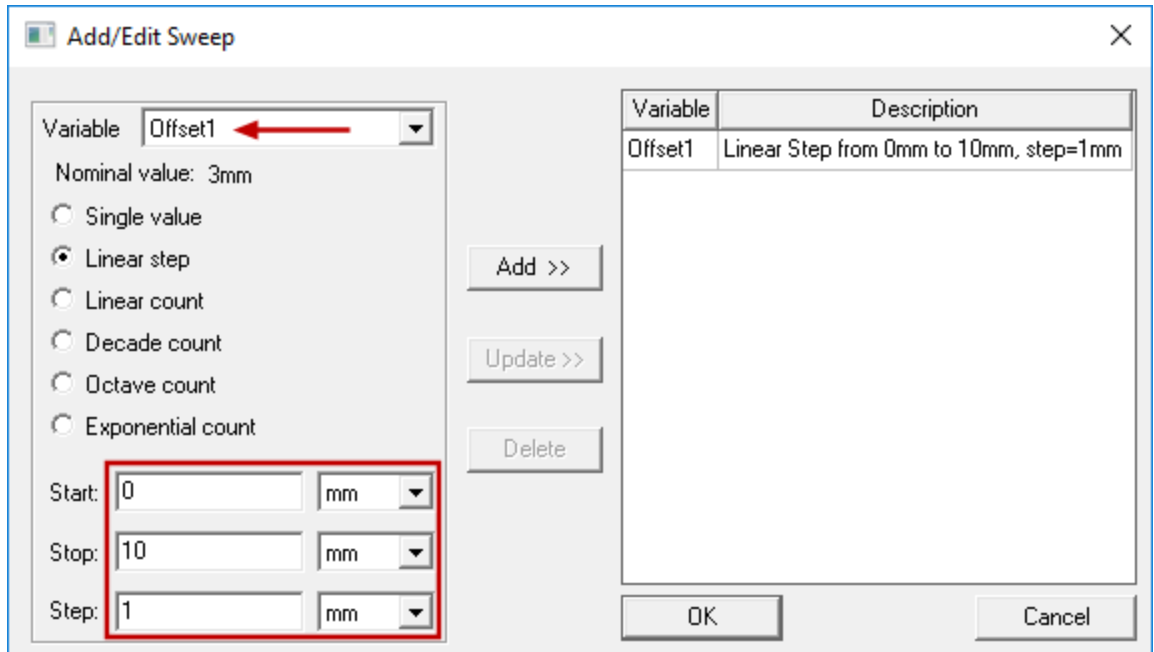 Add/Edit Sweep
Variable Offset1
Nominal value: 3mm
Single value
Linear step
Linear count
Decade count
Octave count
Exponential count
Start: 0 mm
Stop: 10 mm
Step: 1 mm
Add >>
Update >>
Delete
Variable Description
Offset1 Linear Step from 0mm to 10mm, step=1mm
OK Cancel